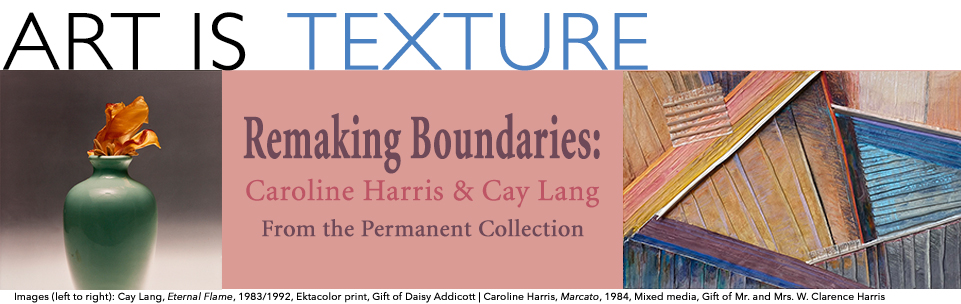 ART IS TEXTURE
Remaking Boundaries:
Caroline Harris & Cay Lang
From the Permanent Collection
Images (left to right): Cay Lang, Eternal Flame, 1983/1992, Ektacolor print, Gift of Daisy Addicott | Caroline Harris, Marcato, 1984, Mixed media, Gift of Mr. and Mrs. W. Clarence Harris